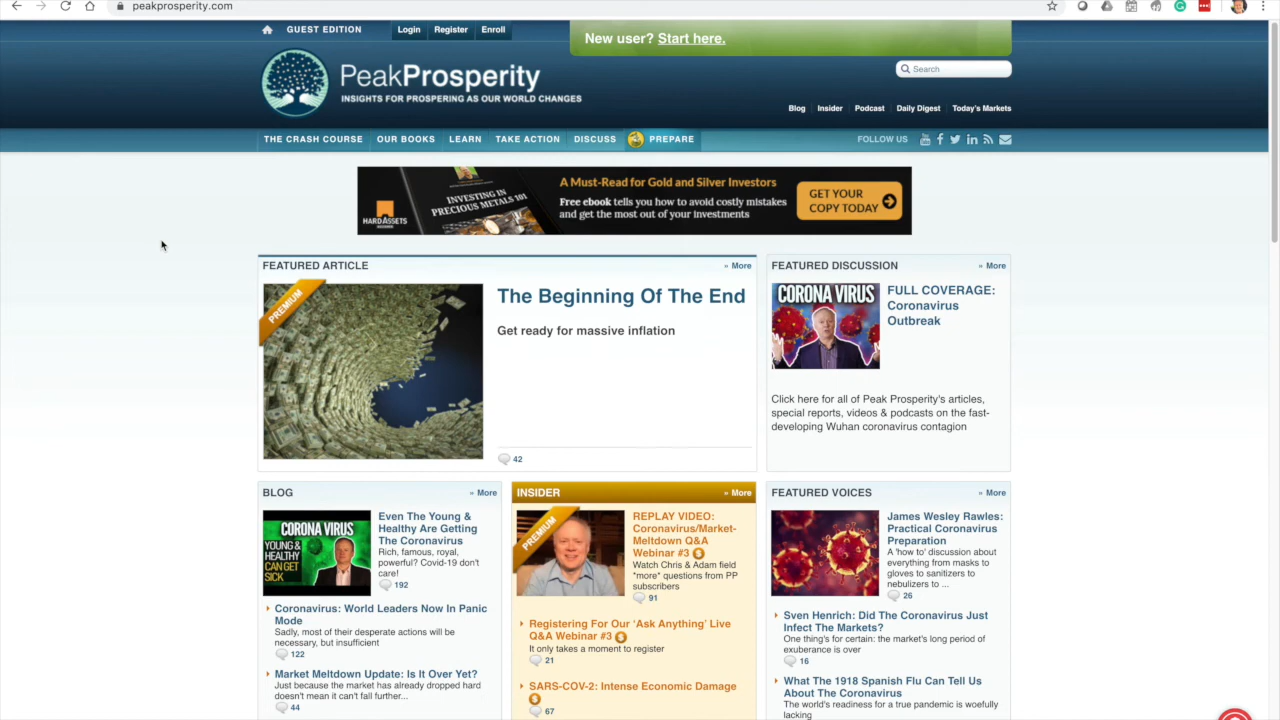 peakprosperity.com
GUEST EDITION
Login Register Enroll
New user? Start here.
PeakProsperity
INSIGHTS FOR PROSPERING AS OUR WORLD CHANGES
Search
Blog Insider Podcast Daily Digest Today's Markets
THE CRASH COURSE OUR BOOKS LEARN TAKE ACTION DISCUSS PREPARE
FOLLOW US
INVESTING IN
PRECIOUS METALS 101
HARD ASSETS
A Must-Read for Gold and Silver Investors
Free ebook tells you how to avoid costly mistakes
and get the most out of your investments
GET YOUR
COPY TODAY
FEATURED ARTICLE
» More
PREMIUM
The Beginning Of The End
Get ready for massive inflation
42
FEATURED DISCUSSION
» More
CORONA VIRUS
FULL COVERAGE:
Coronavirus
Outbreak
Click here for all of Peak Prosperity's articles,
special reports, videos & podcasts on the fast-
developing Wuhan coronavirus contagion
BLOG
» More
CORONA VIRUS
YOUNG &
HEALTHY
CAN GET
SICK
Even The Young &
Healthy Are Getting
The Coronavirus
Rich, famous, royal,
powerful? Covid-19 don't
care!
192
Coronavirus: World Leaders Now In Panic
Mode
Sadly, most of their desperate actions will be
necessary, but insufficient
122
Market Meltdown Update: Is It Over Yet?
Just because the market has already dropped hard
doesn't mean it can't fall further...
44
INSIDER
» More
PREMIUM
REPLAY VIDEO:
Coronavirus/Market-
Meltdown Q&A
Webinar #3
Watch Chris & Adam field
*more* questions from PP
subscribers
91
Registering For Our 'Ask Anything' Live
Q&A Webinar #3
It only takes a moment to register
21
SARS-COV-2: Intense Economic Damage
67
FEATURED VOICES
» More
James Wesley Rawles:
Practical Coronavirus
Preparation
A 'how to' discussion about
everything from masks to
gloves to sanitizers to
nebulizers to ...
26
Sven Henrich: Did The Coronavirus Just
Infect The Markets?
One thing's for certain: the market's long period of
exuberance is over
16
What The 1918 Spanish Flu Can Tell Us
About The Coronavirus
The world's readiness for a true pandemic is woefully
lacking